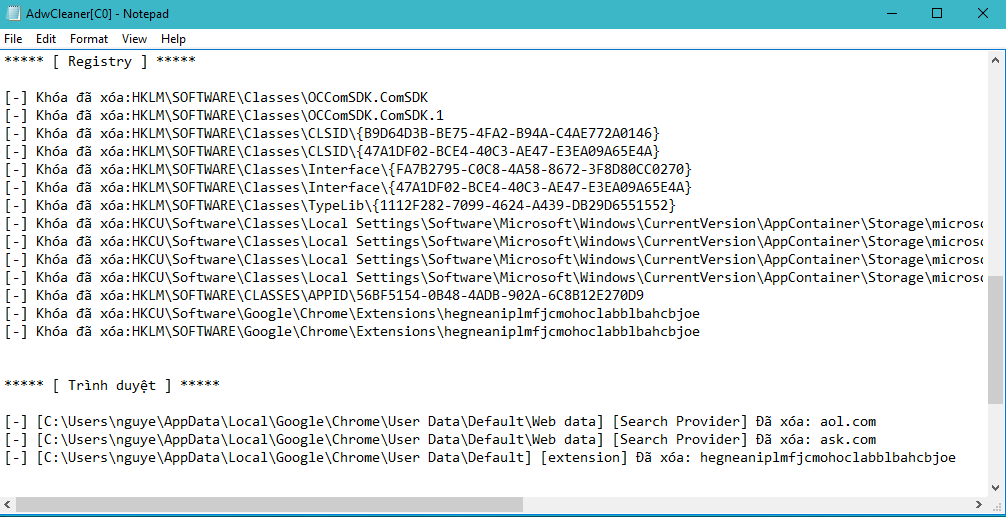 AdwCleaner[C0] - Notepad
File Edit Format View Help
***** [ Registry ] *****
[-] Khóa đã xóa:HKLM\SOFTWARE\Classes\OCComSDK.ComSDK
[-] Khóa đã xóa:HKLM\SOFTWARE\Classes\OCComSDK.ComSDK.1
[-] Khóa đã xóa:HKLM\SOFTWARE\Classes\CLSID\{B9D64D3B-BE75-4FA2-B94A-C4AE772A0146}
[-] Khóa đã xóa:HKLM\SOFTWARE\Classes\CLSID\{47A1DF02-BCE4-40C3-AE47-E3EA09A65E4A}
[-] Khóa đã xóa:HKLM\SOFTWARE\Classes\Interface\{FA7B2795-C0C8-4A58-8672-3F8D80CC0270}
[-] Khóa đã xóa:HKLM\SOFTWARE\Classes\Interface\{47A1DF02-BCE4-40C3-AE47-E3EA09A65E4A}
[-] Khóa đã xóa:HKLM\SOFTWARE\Classes\TypeLib\{1112F282-7099-4624-A439-DB29D6551552}
[-] Khóa đã xóa:HKCU\Software\Classes\Local Settings\Software\Microsoft\Windows\CurrentVersion\AppContainer\Storage\microso
[-] Khóa đã xóa:HKCU\Software\Classes\Local Settings\Software\Microsoft\Windows\CurrentVersion\AppContainer\Storage\microso
[-] Khóa đã xóa:HKCU\Software\Classes\Local Settings\Software\Microsoft\Windows\CurrentVersion\AppContainer\Storage\microso
[-] Khóa đã xóa:HKCU\Software\Classes\Local Settings\Software\Microsoft\Windows\CurrentVersion\AppContainer\Storage\microso
[-] Khóa đã xóa:HKLM\SOFTWARE\CLASSES\APPID\56BF5154-0B48-4ADB-902A-6C8B12E270D9
[-] Khóa đã xóa:HKCU\Software\Google\Chrome\Extensions\hegneaniplmfjcmohoclabblbahcbjoe
[-] Khóa đã xóa:HKLM\SOFTWARE\Google\Chrome\Extensions\hegneaniplmfjcmohoclabblbahcbjoe
***** [ Trình duyệt ] *****
[-] [C:\Users\nguye\AppData\Local\Google\Chrome\User Data\Default\Web data] [Search Provider] Đã xóa: aol.com
[-] [C:\Users\nguye\AppData\Local\Google\Chrome\User Data\Default\Web data] [Search Provider] Đã xóa: ask.com
[-] [C:\Users\nguye\AppData\Local\Google\Chrome\User Data\Default] [extension] Đã xóa: hegneaniplmfjcmohoclabblbahcbjoe